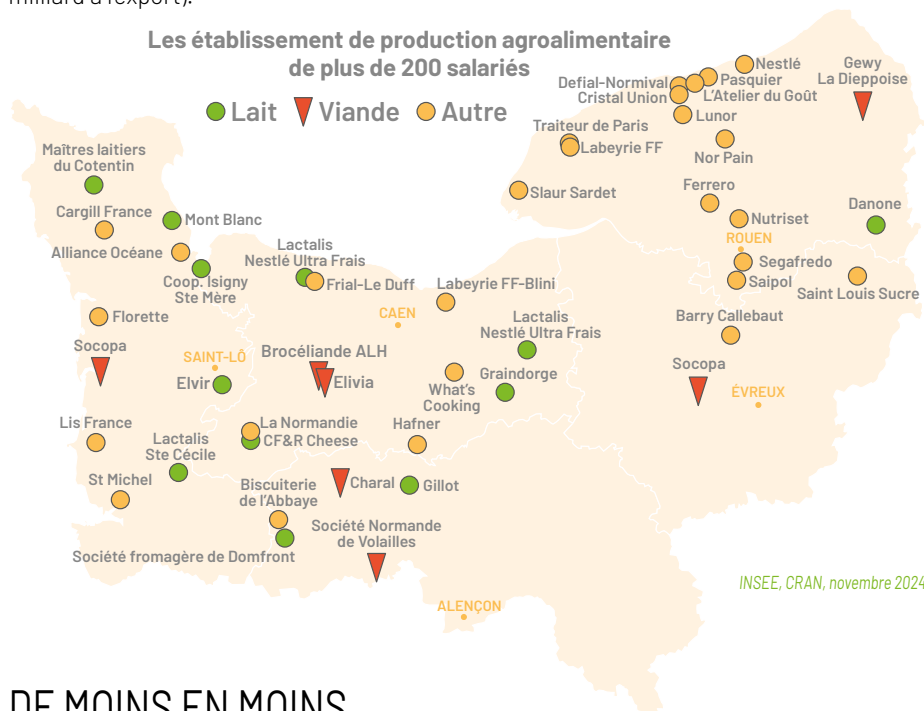 milliard à l'export).
Les établissement de production agroalimentaire
de plus de 200 salariés
Lait Viande Autre
Nestlé
Pasquier
L'Atelier du Goût
Defial-Normival
Cristal Union
Lunor
Gewy
La Dieppoise
Traiteur de Paris
Labeyrie FF
Nor Pain
Slaur Sardet
Ferrero
Nutriset
Danone
ROUEN
Segafredo
Saipol
Saint Louis Sucre
Maîtres laitiers
du Cotentin
Cargill France
Mont Blanc
Alliance Océane
Coop. Isigny
Ste Mère
Lactalis
Nestlé Ultra Frais
Frial-Le Duff
Labeyrie FF-Blini
CAEN
Lactalis
Nestlé Ultra Frais
Barry Callebaut
Florette
Socopa
SAINT-LÔ
Elvir
Brocéliande ALH
Elivia
What's
Cooking
Graindorge
Socopa
ÉVREUX
Lis France
Lactalis
Ste Cécile
La Normandie
CF&R Cheese
Hafner
St Michel
Biscuiterie
de l'Abbaye
Charal
Gillot
Société Normande
de Volailles
Société fromagère de Domfront
ALENÇON
INSEE, CRAN, novembre 2024
DE MOINS EN MOINS